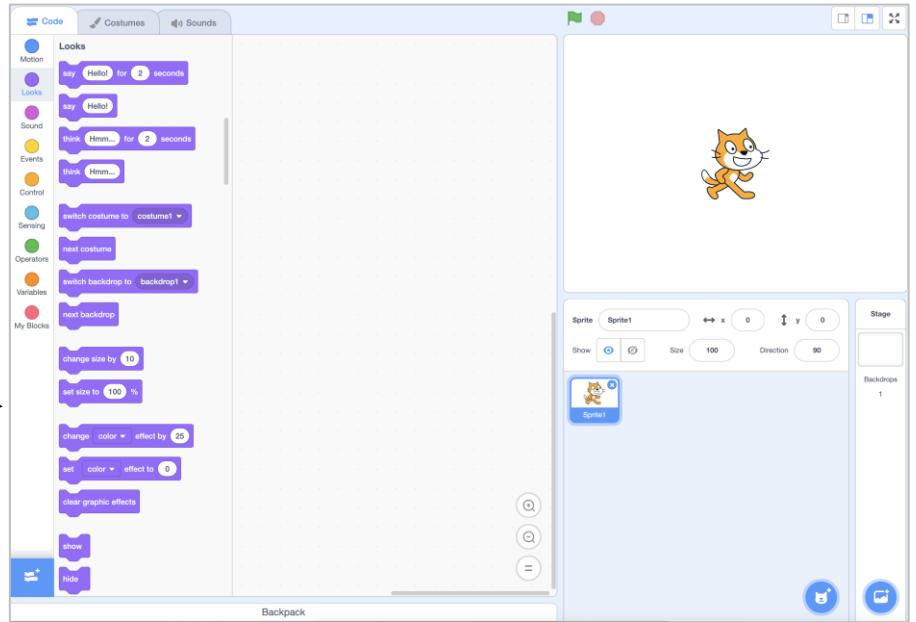 Code
Costumes
Sounds
Motion
Looks
Sound
Events
Control
Sensing
Operators
Variables
My Blocks
Looks
say Hello! for 2 seconds
say Hello!
think Hmm... for 2 seconds
think Hmm...
switch costume to costume1
next costume
switch backdrop to backdrop1
next backdrop
change size by 10
set size to 100 %
change color effect by 25
set color effect to 0
clear graphic effects
show
hide
Backpack
Sprite Sprite1 x 0 y 0
Show Size 100 Direction 90
Sprite1
Stage
Backdrops
1